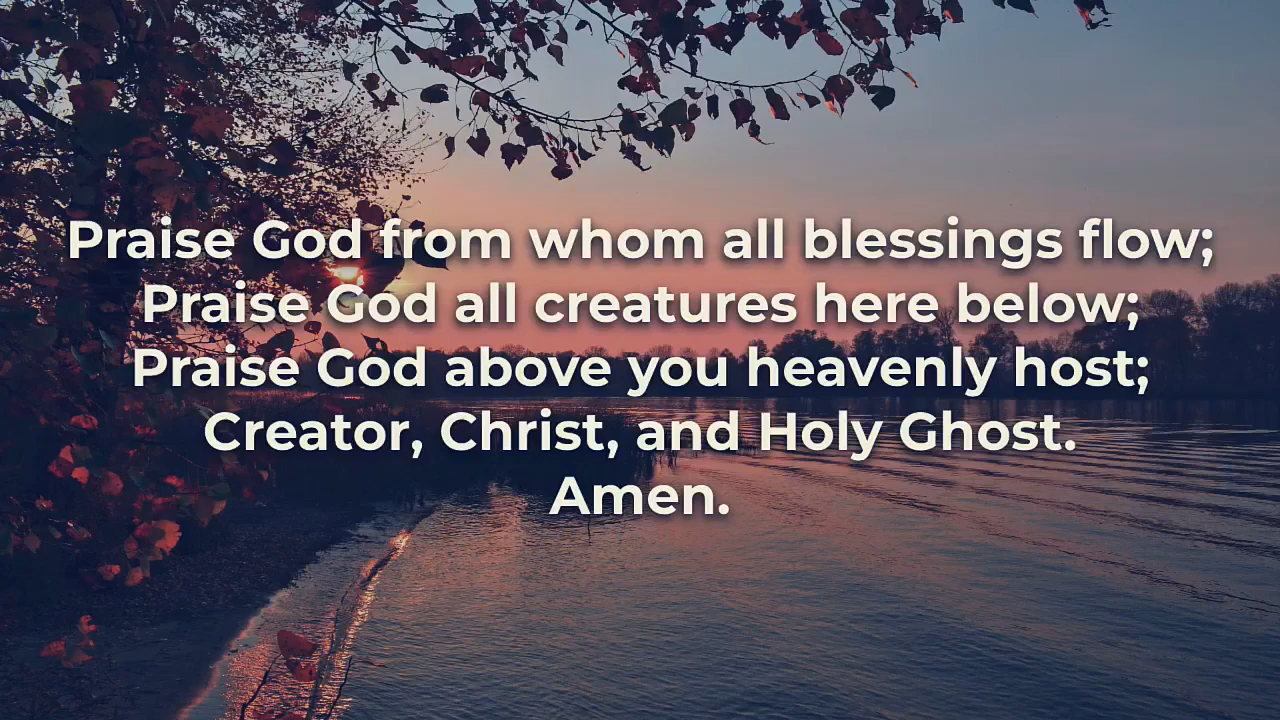 Praise God from whom all blessings flow;
Praise God all creatures here below;
Praise God above you heavenly host;
Creator, Christ, and Holy Ghost.
Amen.